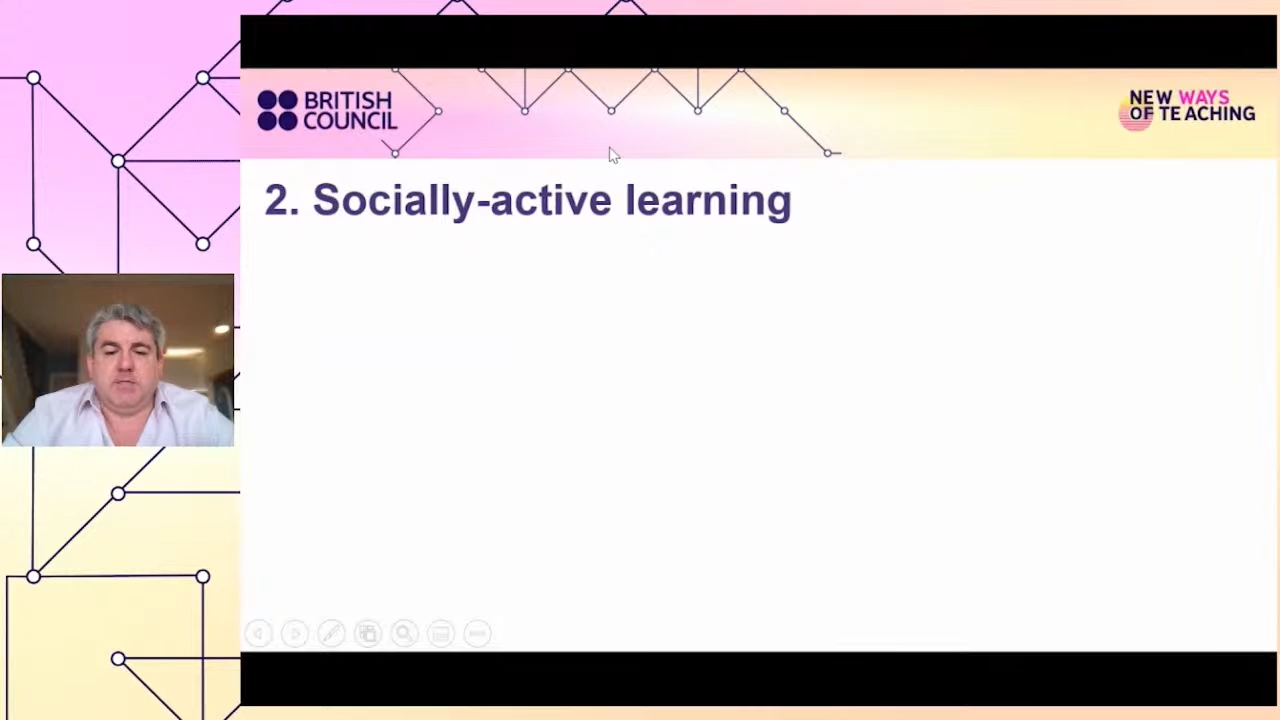 BRITISH
COUNCIL
NEW WAYS
OF TEACHING
2. Socially-active learning